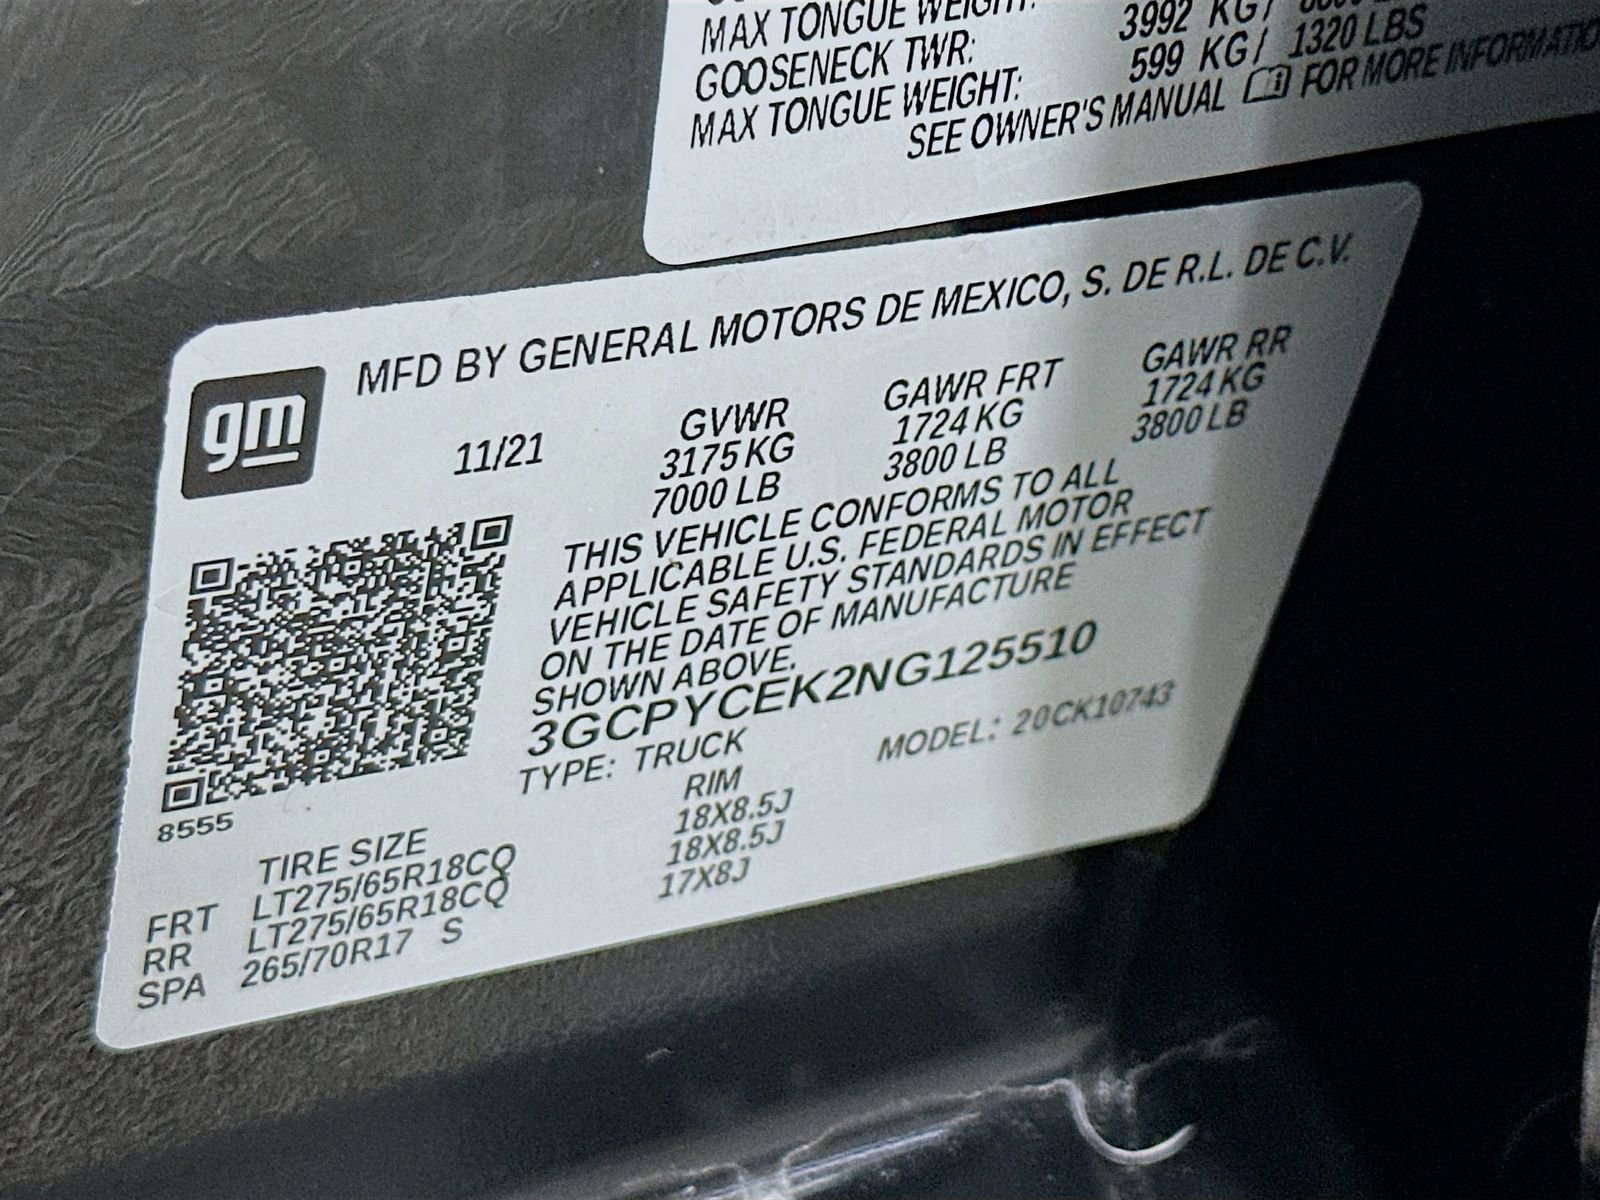 MAX TONGUE WEIGHT:
GOOSENECK TWR: 3992 KG/
MAX TONGUE WEIGHT: 599 KG/ 1320 LBS
SEE OWNER'S MANUAL FOR MORE INFORMATION
gm
MFD BY GENERAL MOTORS DE MEXICO, S. DE R.L. DE C.V.
11/21
GVWR GAWR FRT GAWR RR
3175 KG 1724 KG 1724 KG
7000 LB 3800 LB 3800 LB
THIS VEHICLE CONFORMS TO ALL
APPLICABLE U.S. FEDERAL MOTOR
VEHICLE SAFETY STANDARDS IN EFFECT
ON THE DATE OF MANUFACTURE
SHOWN ABOVE.
3GCPYCEK2NG125510
TYPE: TRUCK MODEL: 20CK10743
8555
TIRE SIZE RIM
FRT LT275/65R18CQ 18X8.5J
RR LT275/65R18CQ 18X8.5J
SPA 265/70R17 S 17X8J